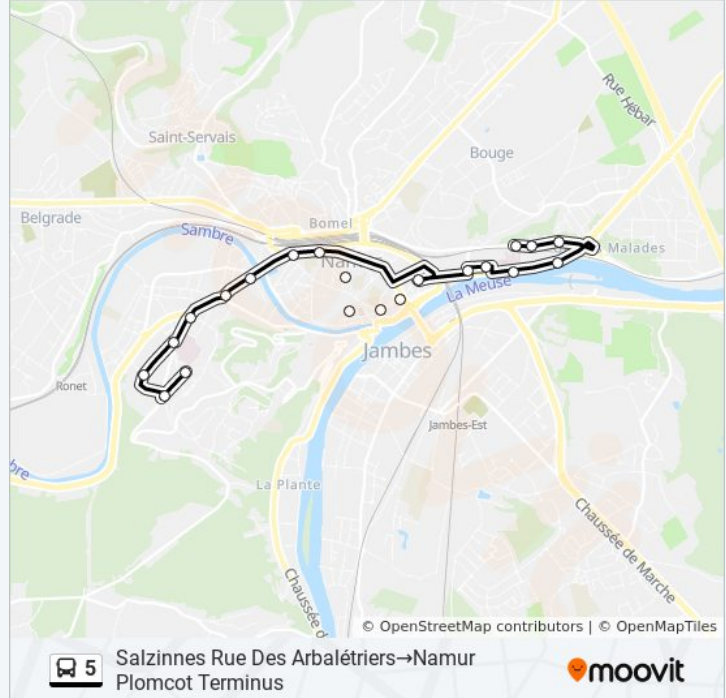 Rue Hébar
Saint-Servais
Bouge
Belgrade
Bomel
Sambre
Malades
La Meuse
Jambes
Ronet
Jambes-Est
bre
La Plante
Chaussée de Marche
Chaussée d
© OpenStreetMap contributors | © OpenMapTiles
5 Salzinnes Rue Des Arbalétriers→Namur
Plomcot Terminus
moovit